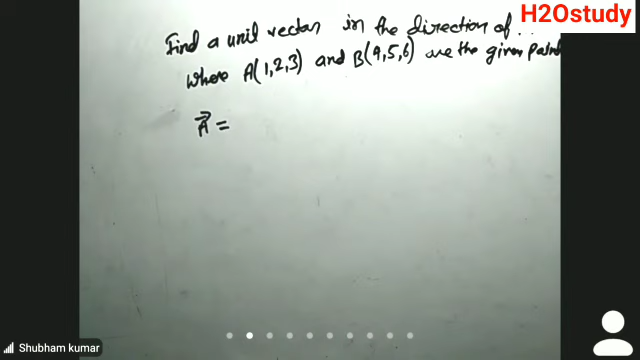 H2Ostudy
Find a unit vector in the direction of ..
where A(1,2,3) and B(4,5,6) are the given
A =
Shubham kumar